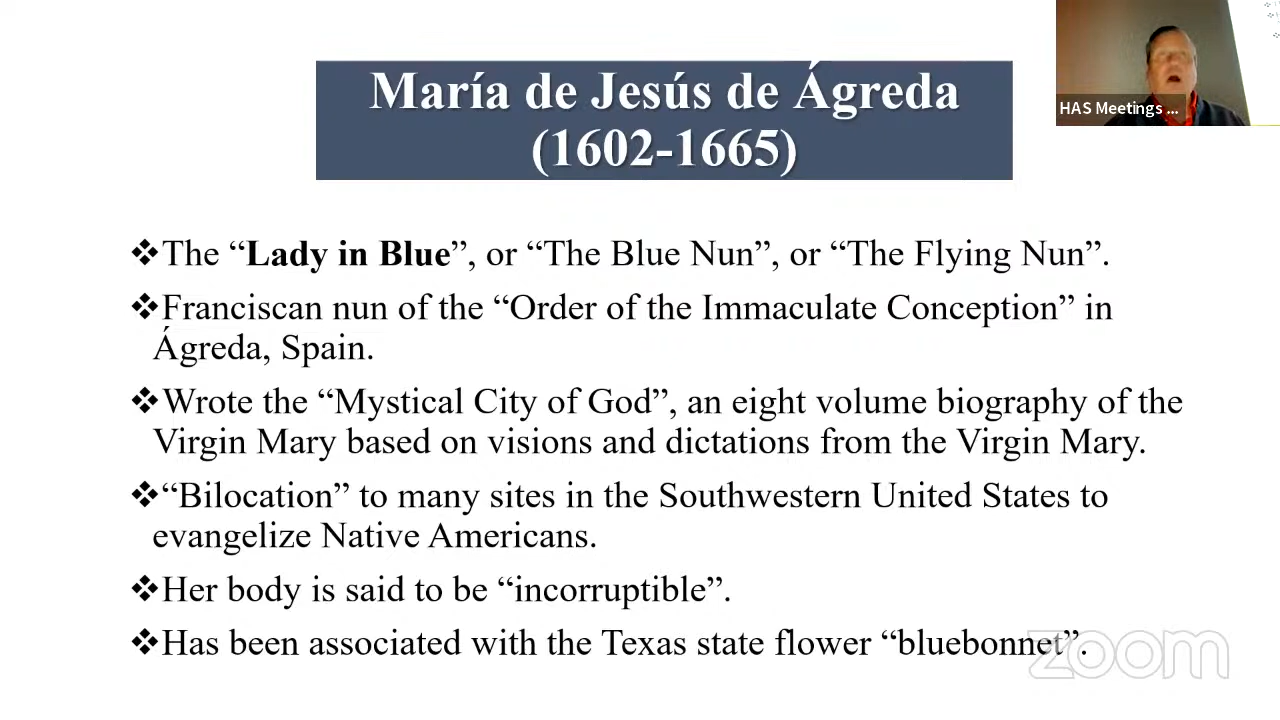 María de Jesús de Ágreda
(1602-1665)
HAS Meetings ...
❖The “Lady in Blue”, or “The Blue Nun”, or “The Flying Nun”.
❖Franciscan nun of the “Order of the Immaculate Conception” in
Ágreda, Spain.
❖Wrote the “Mystical City of God”, an eight volume biography of the
Virgin Mary based on visions and dictations from the Virgin Mary.
❖“Bilocation” to many sites in the Southwestern United States to
evangelize Native Americans.
❖Her body is said to be “incorruptible”.
❖Has been associated with the Texas state flower “bluebonnet”.
zoom